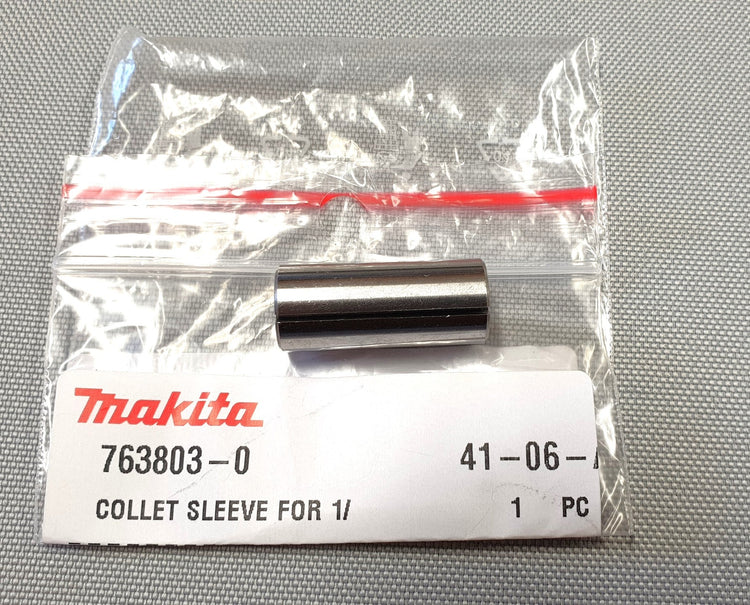 makita
763803-0 41-06-
COLLET SLEEVE FOR 1/
1 PC